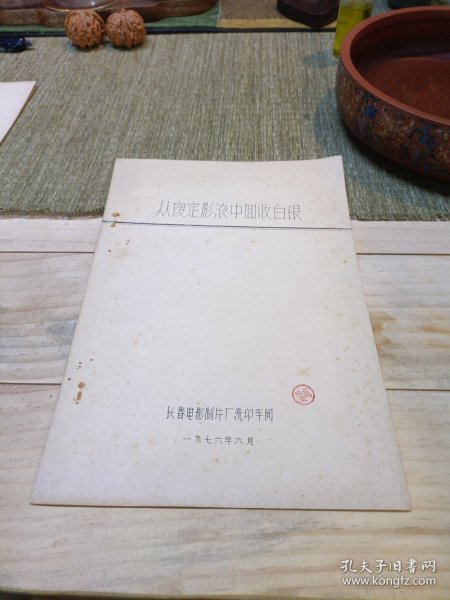 从废定影液中回收白银
长春电影制片厂洗印车间
一九七六年六月
孔夫子旧书网
www.kongfz.com